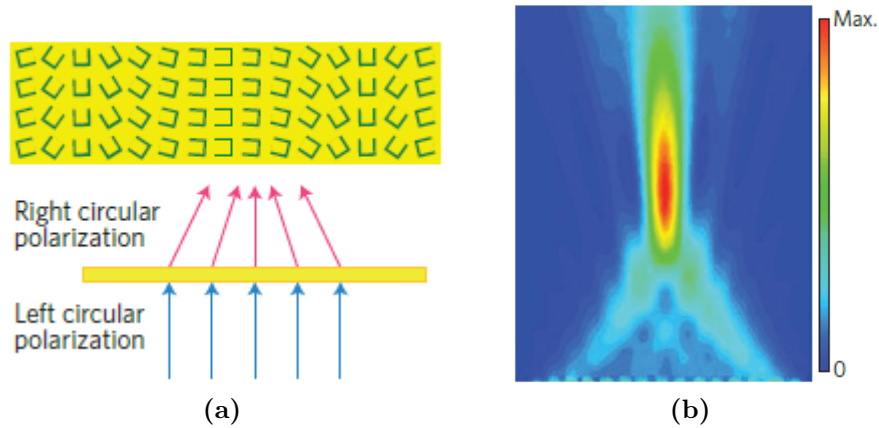 Right circular
polarization
Left circular
polarization
(a)
Max.
0
(b)